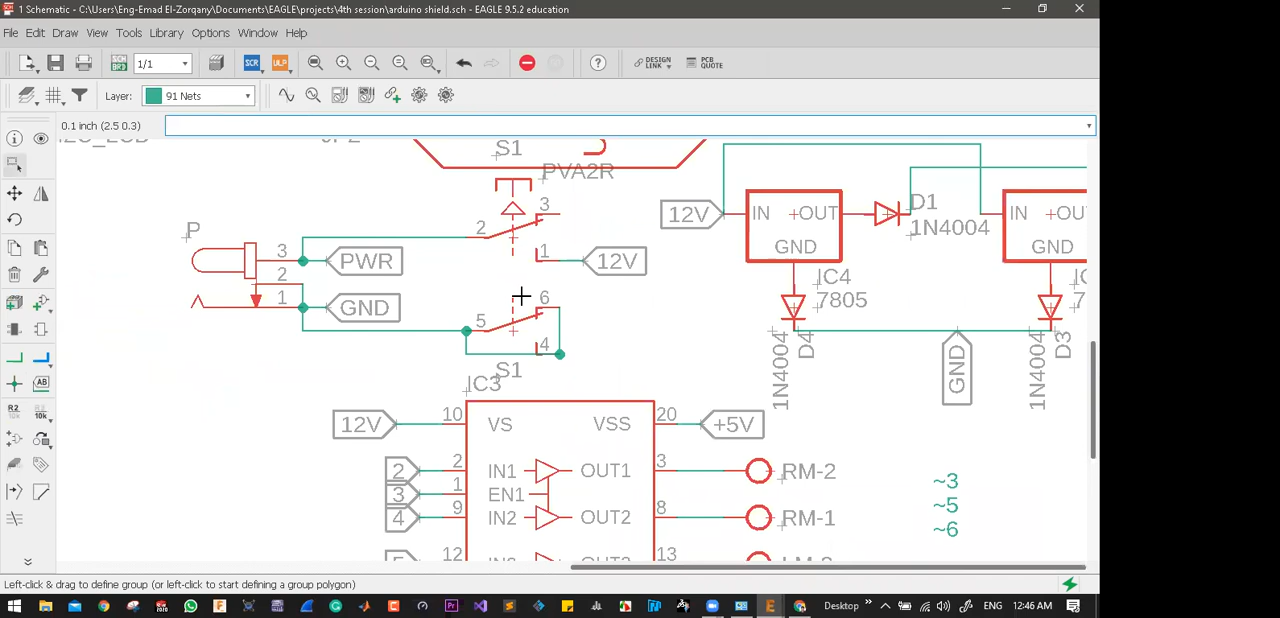 1 Schematic - C:\Users\Eng-Emad El-Zorgany\Documents\EAGLE\projects\4th session\arduino shield.sch - EAGLE 9.5.2 education
File Edit Draw View Tools Library Options Window Help
SCH BRD 1/1 SCR ULP DESIGN LINK PCB QUOTE
Layer: 91 Nets
0.1 inch (2.5 0.3)
S1
PVA2R
3
2
1
12V
P
3
PWR
2
1
GND
6
5
4
S1
12V
IN +OUT
GND
D1
1N4004
IC4
7805
IN
GND
1N4004
D4
GND
1N4004
D3
IC3
12V 10 VS VSS 20 +5V
2 2 IN1 OUT1 3 RM-2
3 1 EN1
4 9 IN2 OUT2 8 RM-1
12 13
~3
~5
~6
Left-click & drag to define group (or left-click to start defining a group polygon)
Desktop ENG 12:46 AM